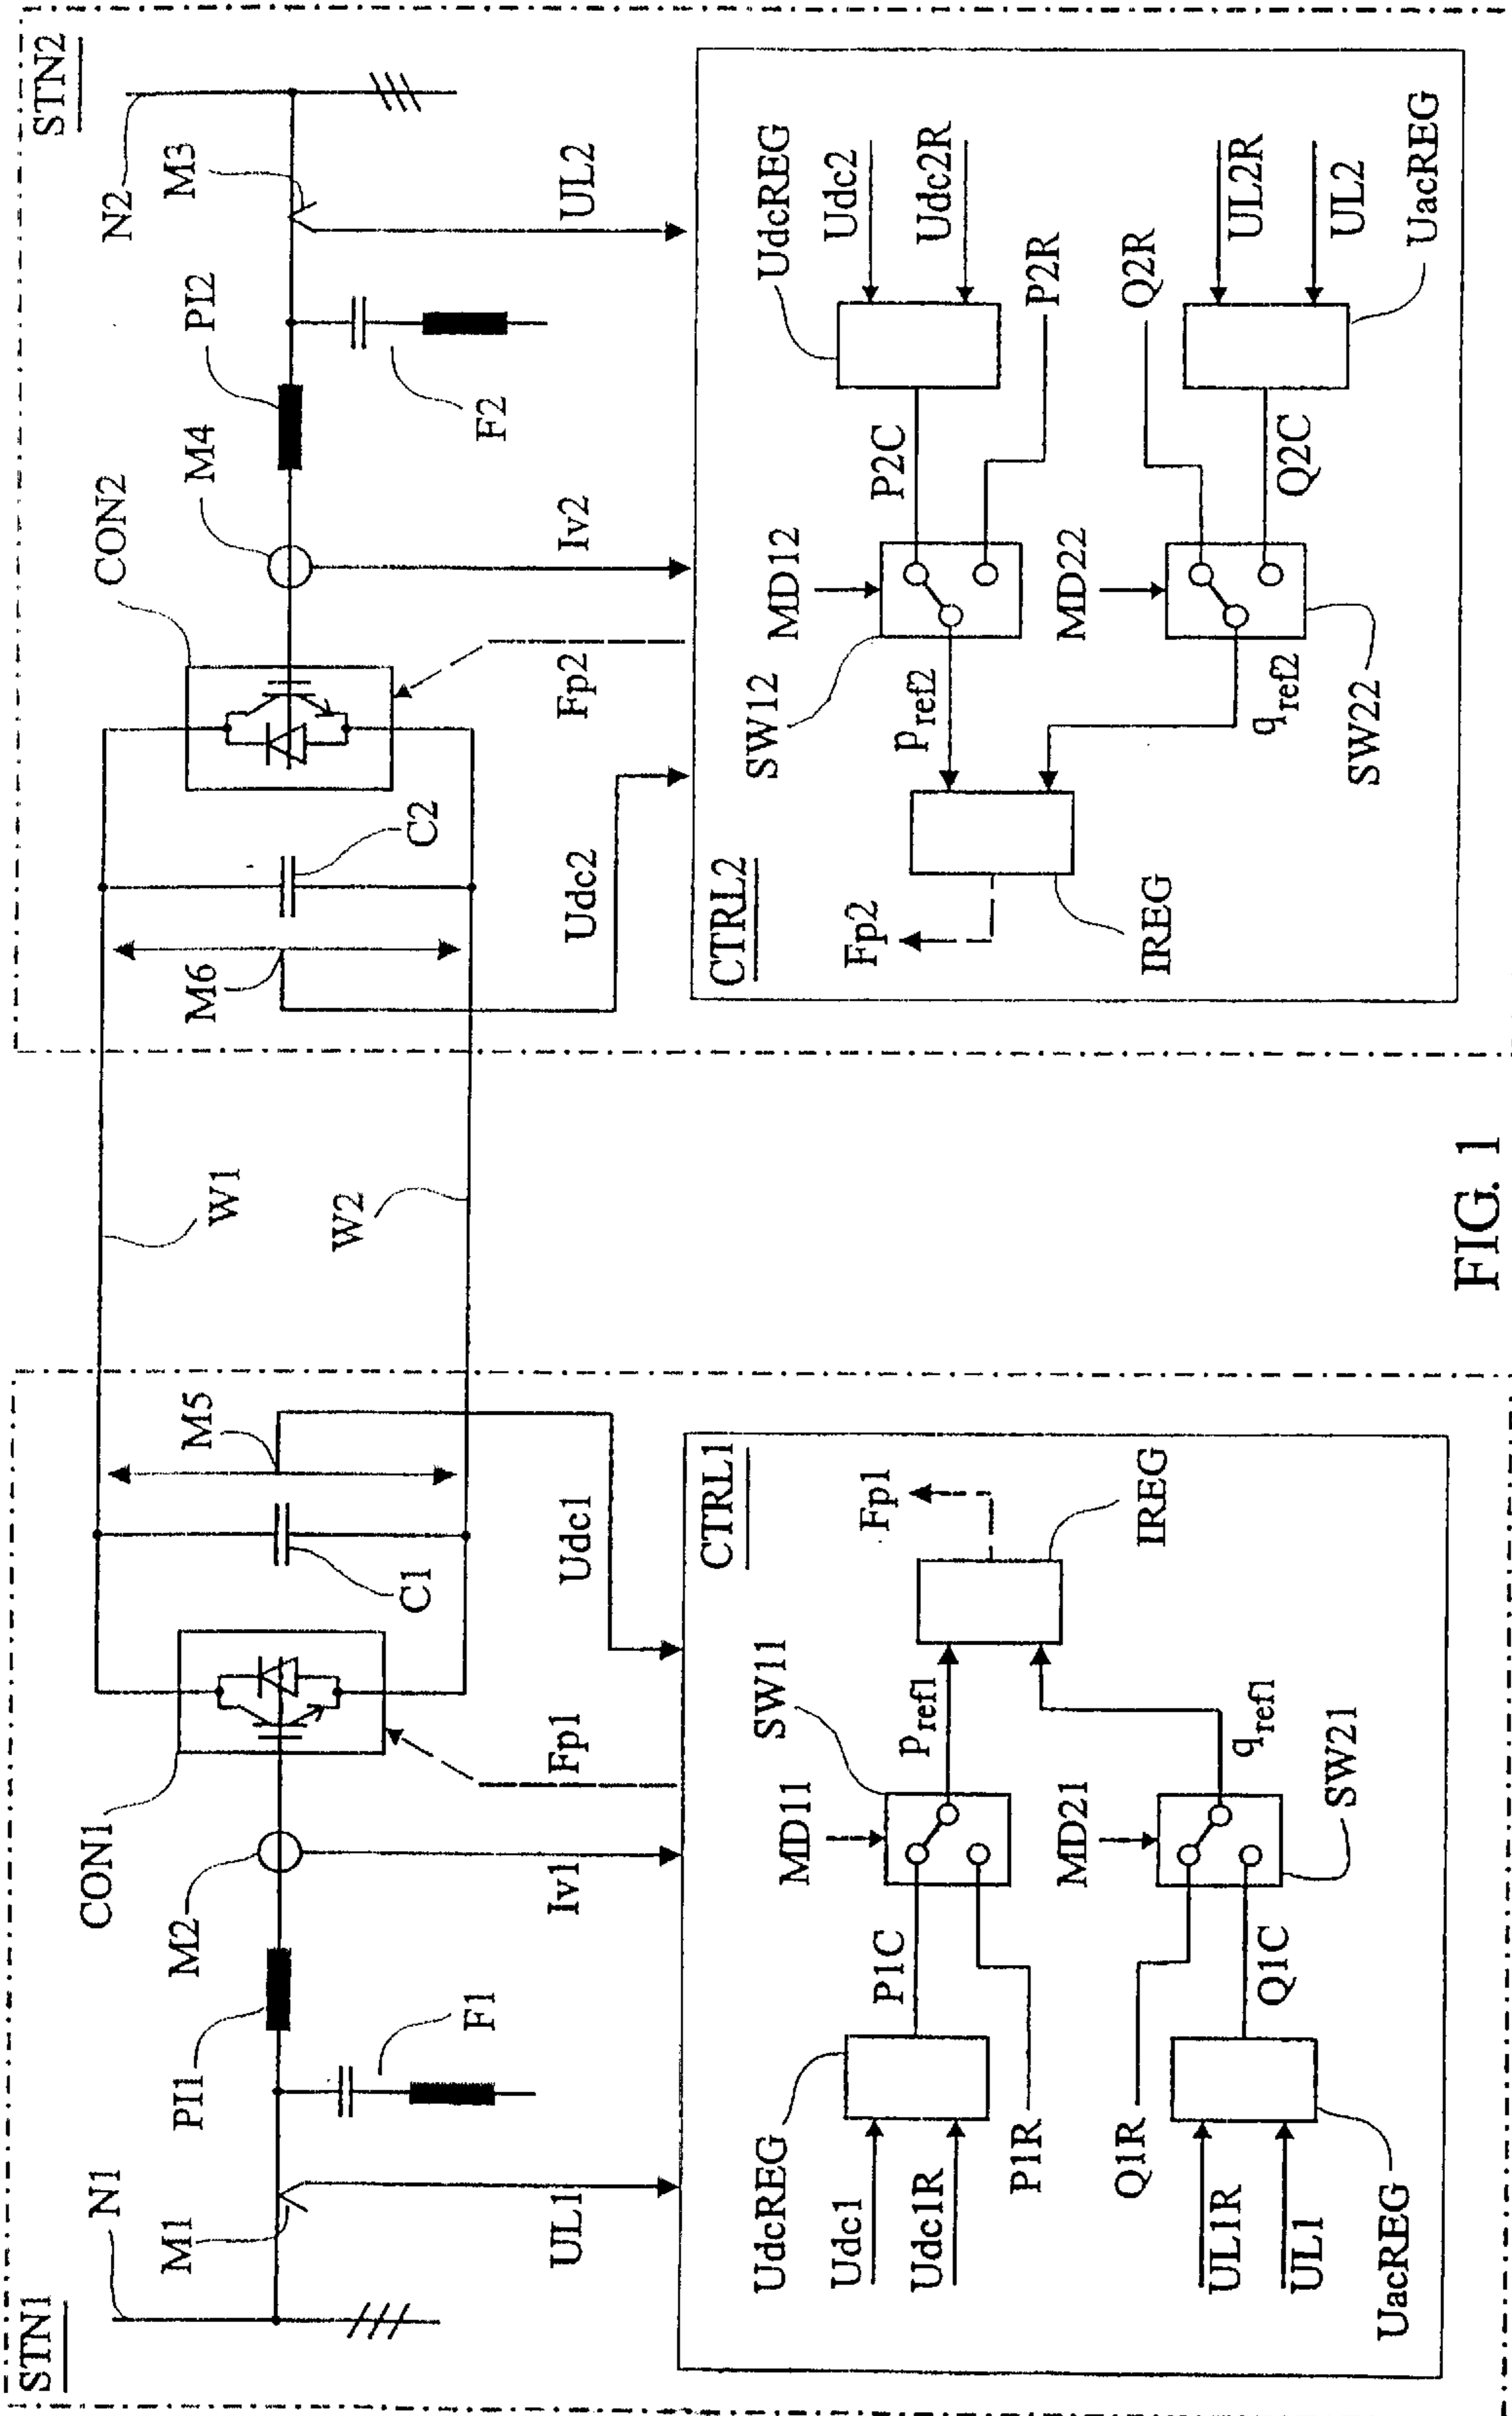 STN1
N1
M1
PI1
M2
CON1
F1
UL1
Iv1
Fp1
C1
M5
Udc1
W1
W2
STN2
N2
M3
PI2
M4
CON2
F2
UL2
Iv2
Fp2
C2
M6
Udc2
CTRL1
UdcREG
Udc1
Udc1R
P1C
P1R
MD11
SW11
pref1
Fp1
IREG
Q1R
UL1R
UL1
UacREG
Q1C
MD21
SW21
qref1
CTRL2
Fp2
IREG
pref2
SW12
MD12
P2C
P2R
UdcREG
Udc2
Udc2R
qref2
SW22
MD22
Q2R
Q2C
UL2R
UL2
UacREG
FIG. 1